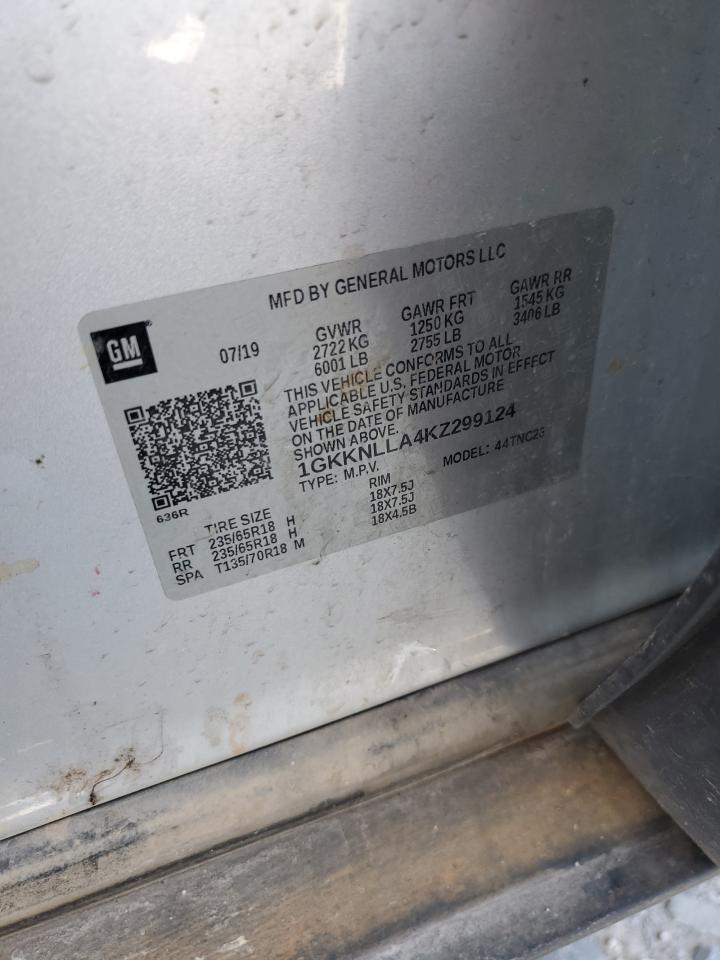 MFD BY GENERAL MOTORS LLC
GM
07/19
GVWR GAWR FRT GAWR RR
2722 KG 1250 KG 1545 KG
6001 LB 2755 LB 3406 LB
THIS VEHICLE CONFORMS TO ALL
APPLICABLE U.S. FEDERAL MOTOR
VEHICLE SAFETY STANDARDS IN EFFECT
ON THE DATE OF MANUFACTURE
SHOWN ABOVE.
1GKKNLLA4KZ299124
TYPE: M.P.V. MODEL: 44TNC26
636R
TIRE SIZE RIM
FRT 235/65R18 H 18X7.5J
RR 235/65R18 H 18X7.5J
SPA T135/70R18 M 18X4.5B